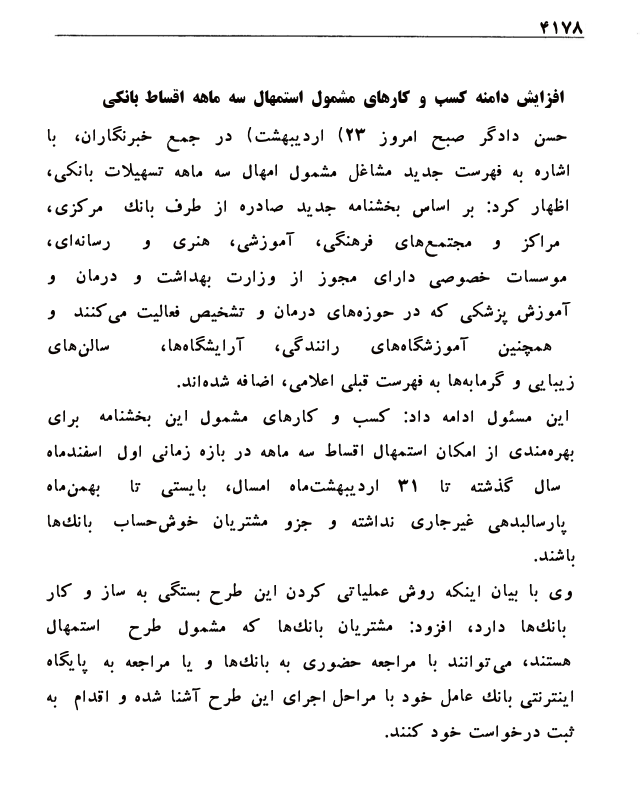 ۴۱۷۸
افزایش دامنه کسب و کارهای مشمول استمهال سه ماهه اقساط بانکی
حسن دادگر صبح امروز ۲۳) اردیبهشت) در جمع خبرنگاران، با
اشاره به فهرست جدید مشاغل مشمول امهال سه ماهه تسهیلات بانکی،
اظهار کرد: بر اساس بخشنامه جدید صادره از طرف بانك مرکزی،
مراکز و مجتمع‌های فرهنگی، آموزشی، هنری و رسانه‌ای،
موسسات خصوصی دارای مجوز از وزارت بهداشت و درمان و
آموزش پزشکی که در حوزه‌های درمان و تشخیص فعالیت می‌کنند و
همچنین آموزشگاه‌های رانندگی، آرایشگاه‌ها، سالن‌های
زیبایی و گرمابه‌ها به فهرست قبلی اعلامی، اضافه شده‌اند.
این مسئول ادامه داد: کسب و کارهای مشمول این بخشنامه برای
بهره‌مندی از امکان استمهال اقساط سه ماهه در بازه زمانی اول اسفندماه
سال گذشته تا ۳۱ اردیبهشت‌ماه امسال، بایستی تا بهمن‌ماه
پارسالبدهی غیرجاری نداشته و جزو مشتریان خوش‌حساب بانك‌ها
باشند.
وی با بیان اینکه روش عملیاتی کردن این طرح بستگی به ساز و کار
بانك‌ها دارد، افزود: مشتریان بانك‌ها که مشمول طرح استمهال
هستند، می‌توانند با مراجعه حضوری به بانك‌ها و یا مراجعه به پایگاه
اینترنتی بانك عامل خود با مراحل اجرای این طرح آشنا شده و اقدام به
ثبت درخواست خود کنند.